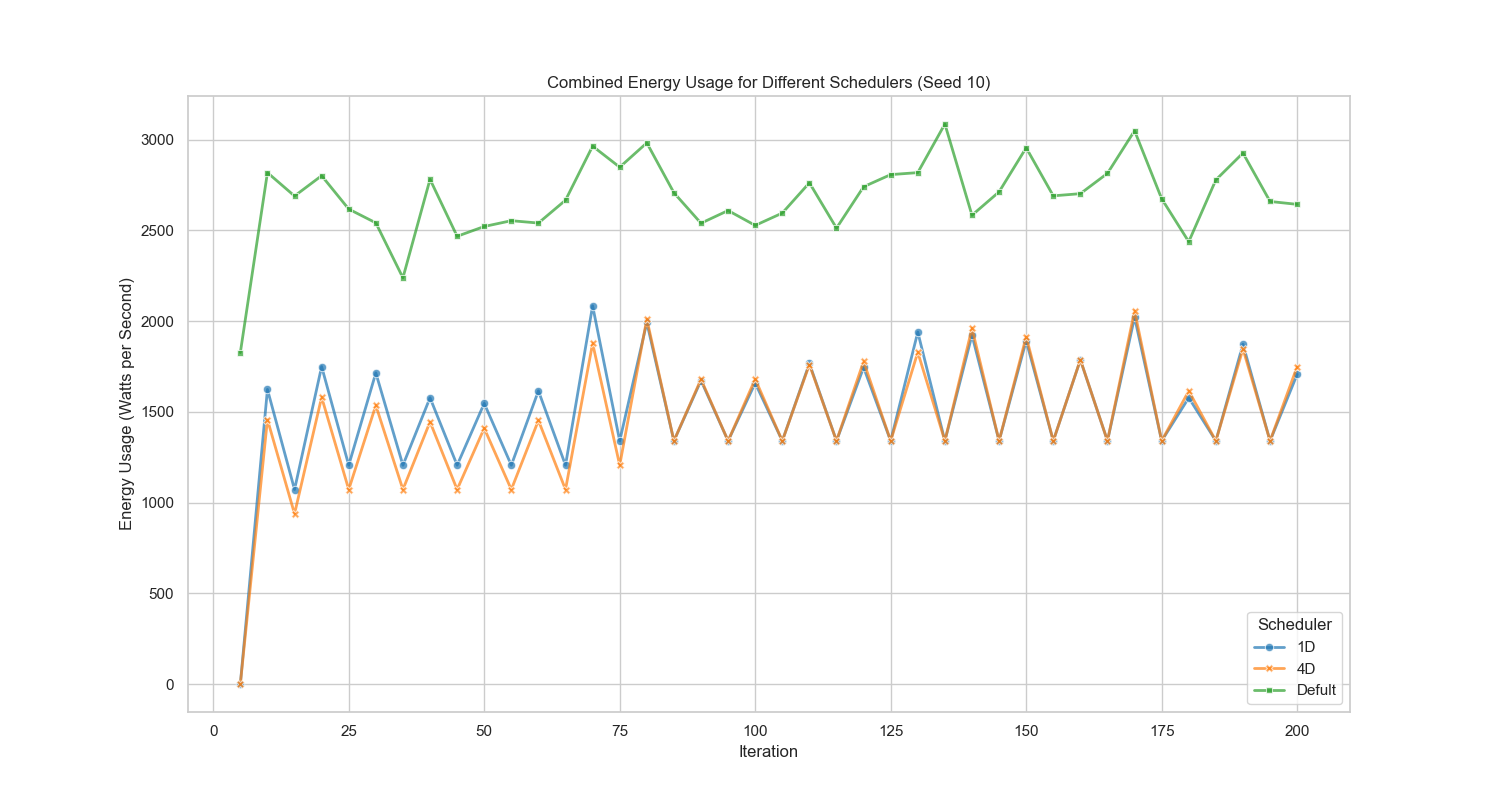 Combined Energy Usage for Different Schedulers (Seed 10)
Energy Usage (Watts per Second)
3000
2500
2000
1500
1000
500
0
0 25 50 75 100 125 150 175 200
Iteration
Scheduler
1D
4D
Defult